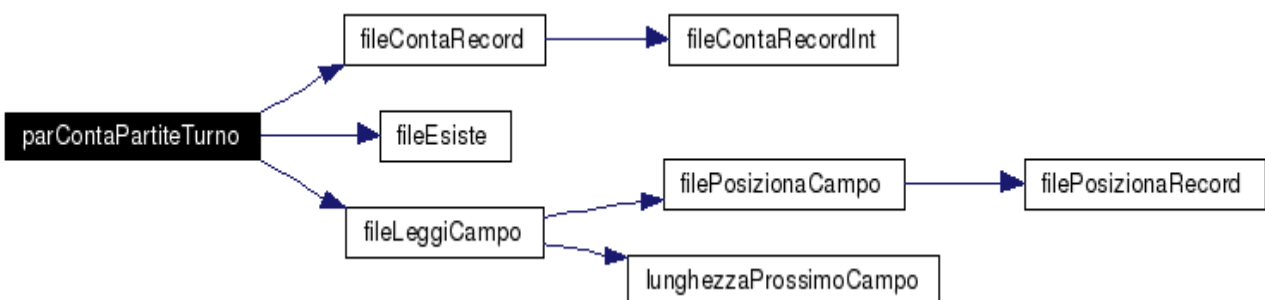 fileContaRecord
fileContaRecordInt
parContaPartiteTurno
fileEsiste
filePosizionaCampo
filePosizionaRecord
fileLeggiCampo
lunghezzaProssimoCampo